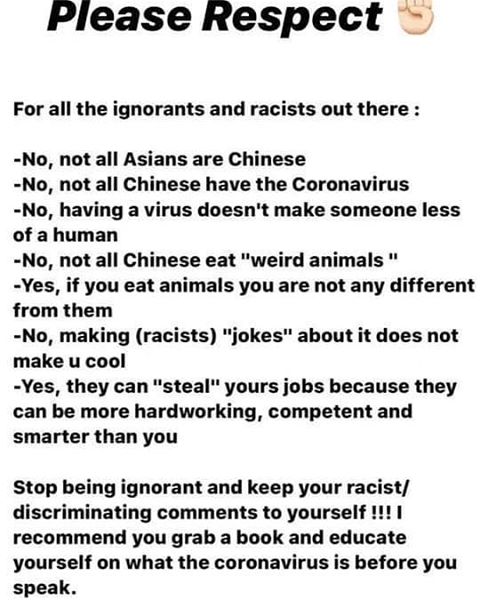 Please Respect ✊🏻
For all the ignorants and racists out there :
-No, not all Asians are Chinese
-No, not all Chinese have the Coronavirus
-No, having a virus doesn't make someone less
of a human
-No, not all Chinese eat "weird animals "
-Yes, if you eat animals you are not any different
from them
-No, making (racists) "jokes" about it does not
make u cool
-Yes, they can "steal" yours jobs because they
can be more hardworking, competent and
smarter than you
Stop being ignorant and keep your racist/
discriminating comments to yourself !!! I
recommend you grab a book and educate
yourself on what the coronavirus is before you
speak.